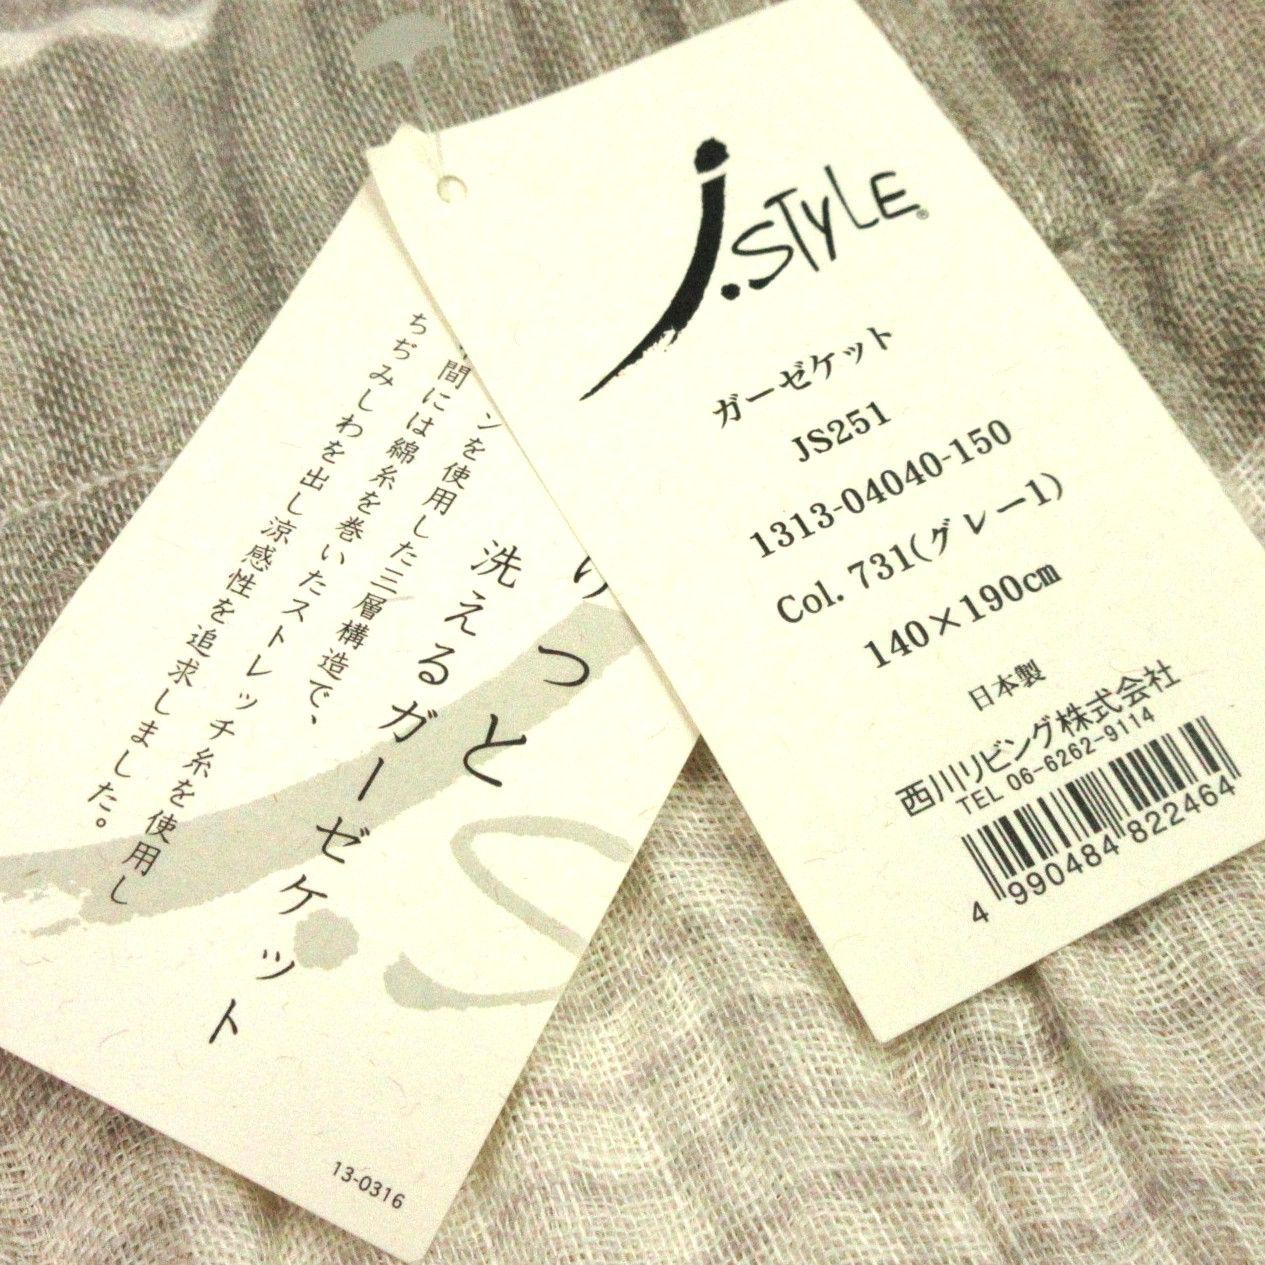 J.STYLE®
ガーゼケット
JS251
1313-04040-150
Col. 731(グレー1)
140×190cm
日本製
西川リビング株式会社
TEL 06-6262-9114
4 990484 822464
つと
洗えるガーゼケット
ンを使用した三層構造で、
間には綿糸を巻いたストレッチ糸を使用し
ちぢみしわを出し涼感性を追求しました。
13-0316